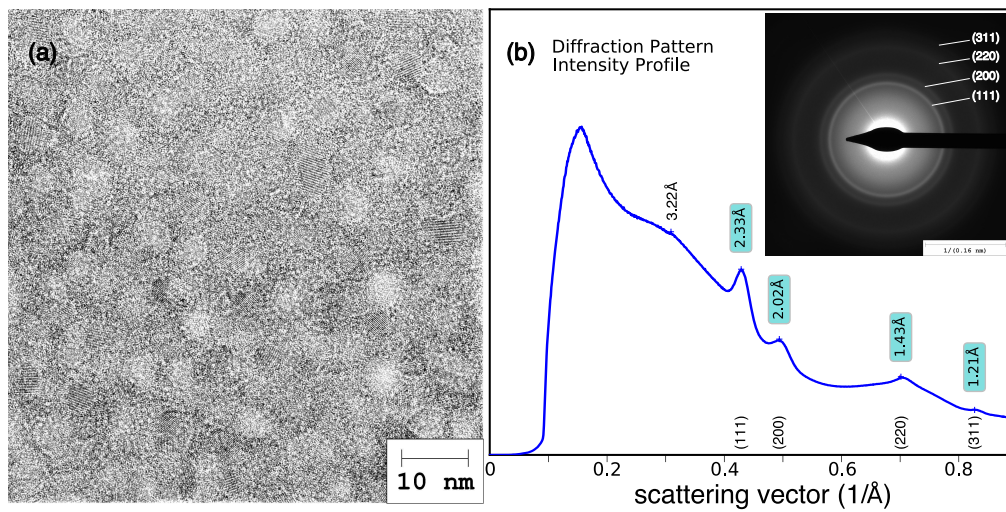 (a)
10 nm
(b)
Diffraction Pattern
Intensity Profile
(311)
(220)
(200)
(111)
1/(0.16 nm)
3.22Å
2.33Å
2.02Å
1.43Å
1.21Å
(111)
(200)
(220)
(311)
0
0.2
0.4
0.6
0.8
scattering vector (1/Å)